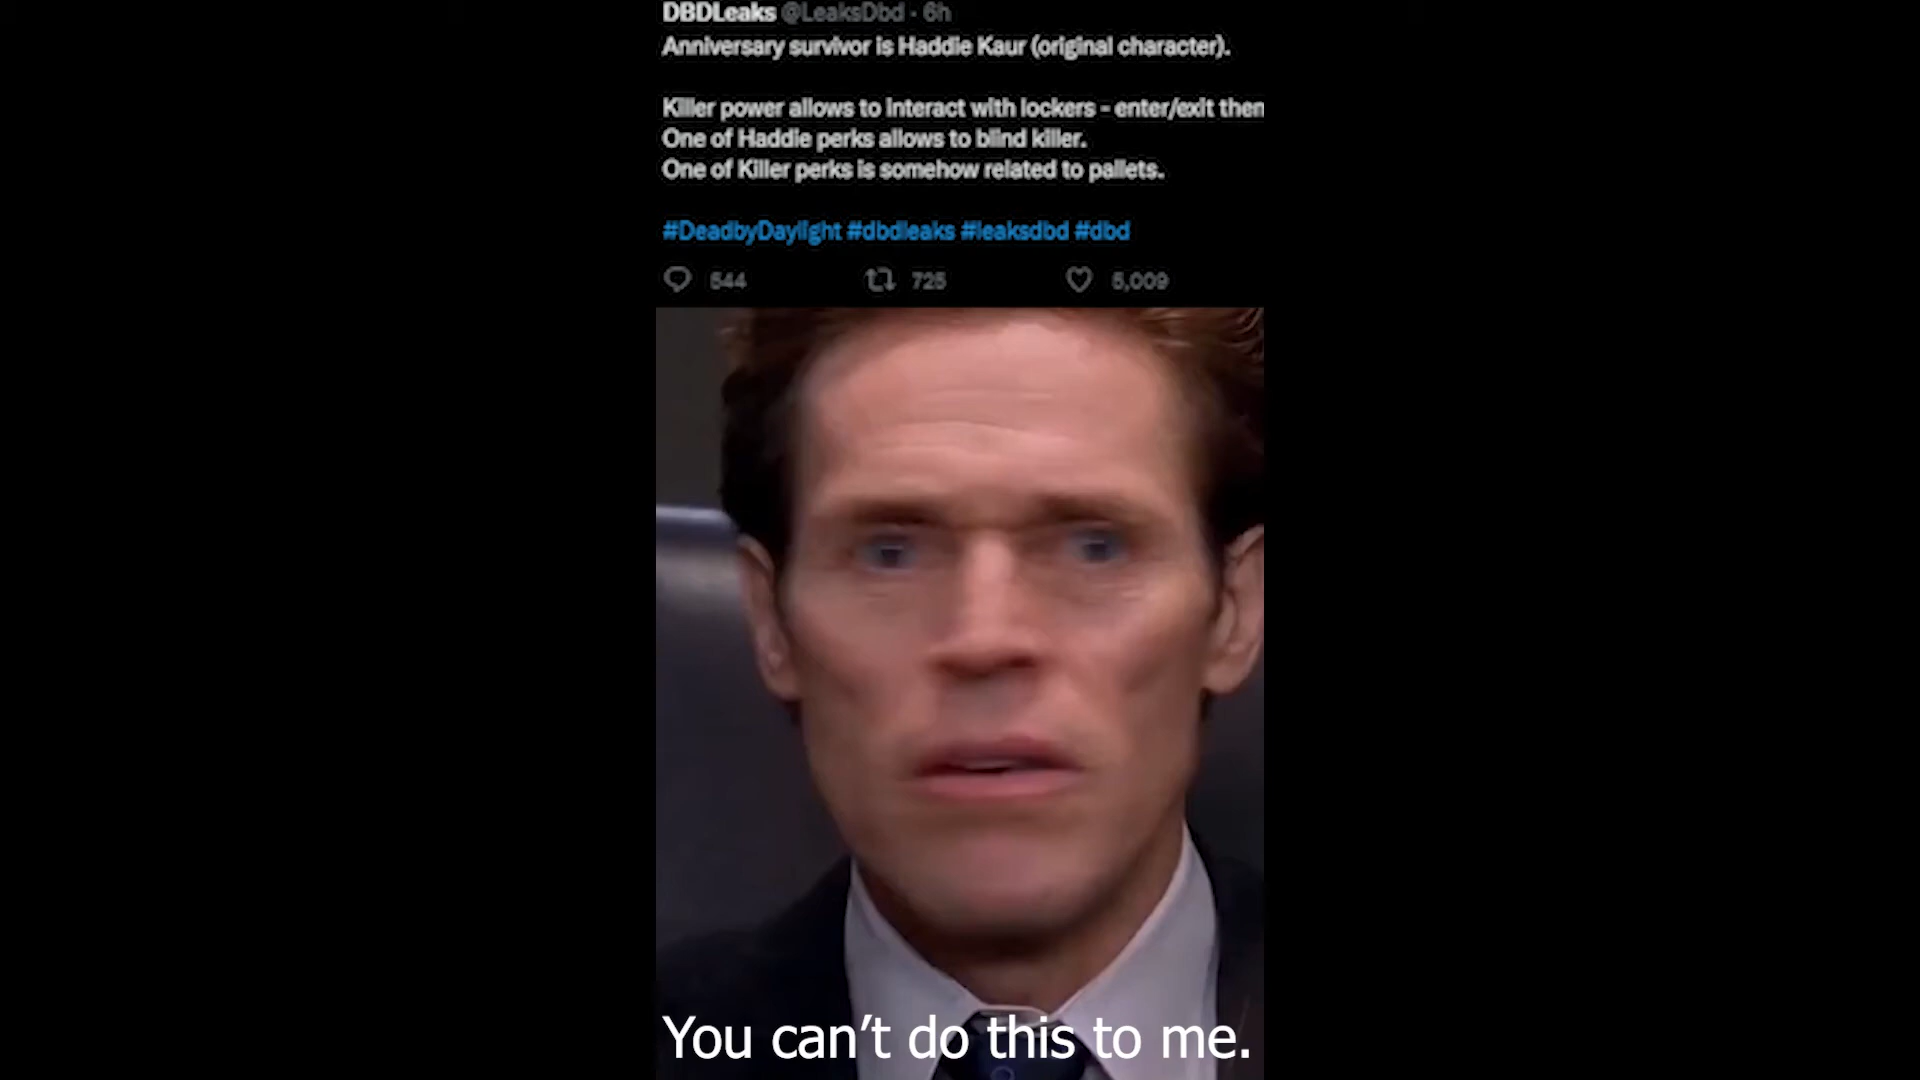 DBDLeaks @LeaksDbd · 6h
Anniversary survivor is Haddie Kaur (original character).
Killer power allows to interact with lockers - enter/exit then
One of Haddie perks allows to blind killer.
One of Killer perks is somehow related to pallets.
#DeadbyDaylight #dbdleaks #leaksdbd #dbd
544 725 5,009
You can't do this to me.